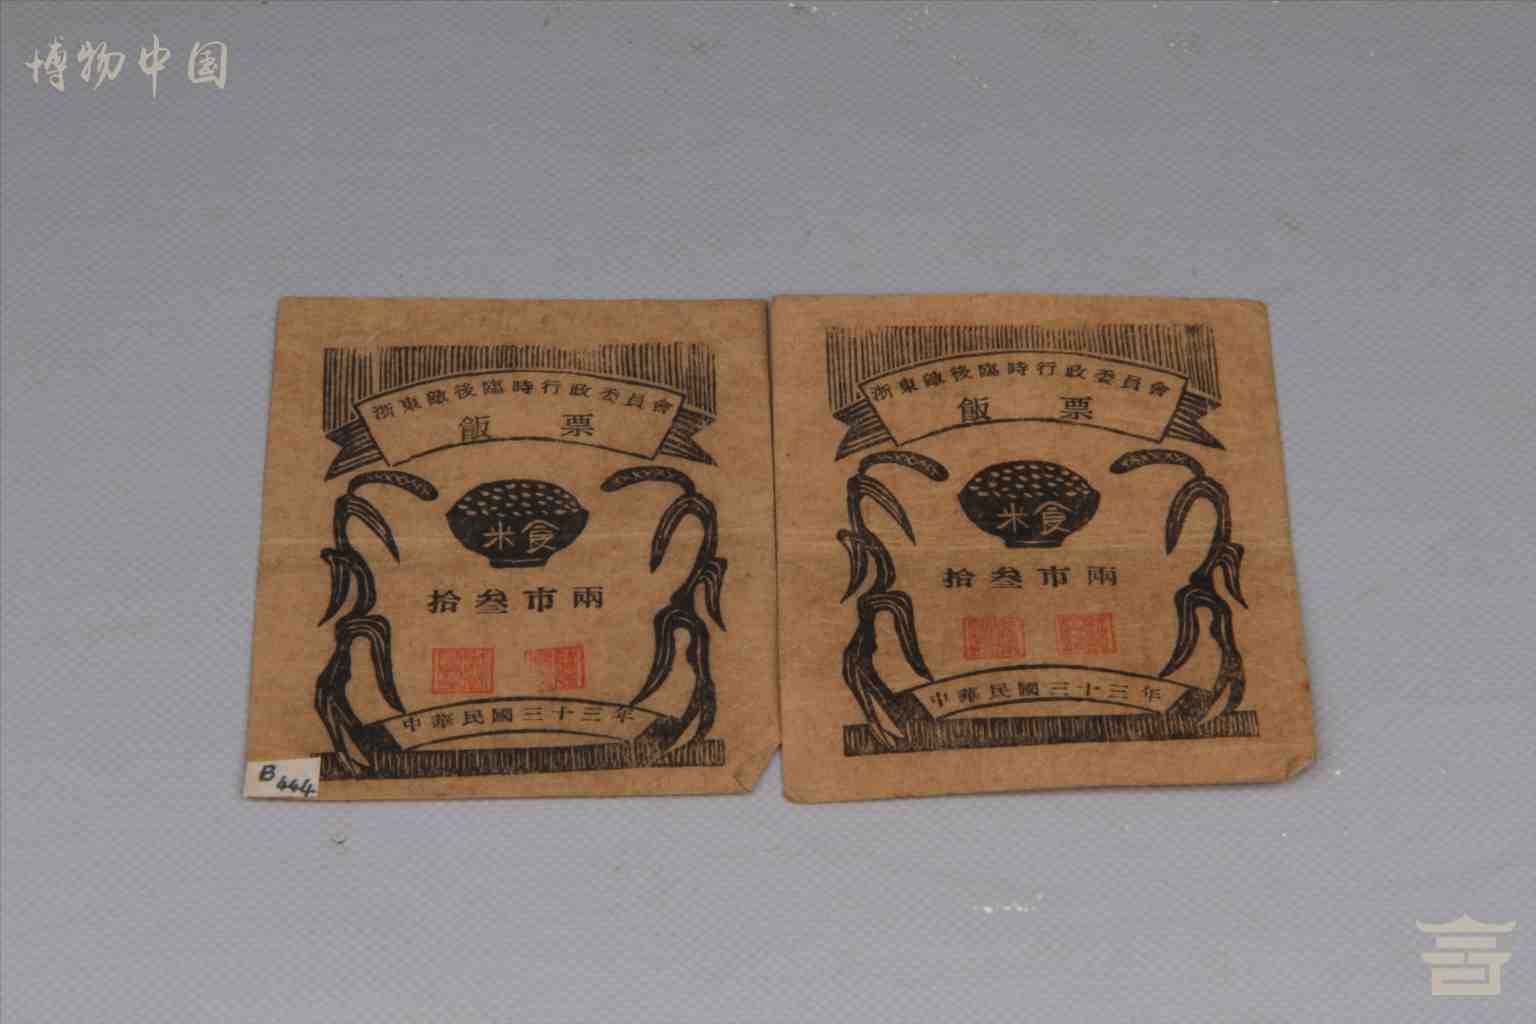 博物中国
浙東敵後臨時行政委員會
飯票
米食
拾叁市兩
中華民國三十三年
B444
浙東敵後臨時行政委員會
飯票
米食
拾叁市兩
中華民國三十三年